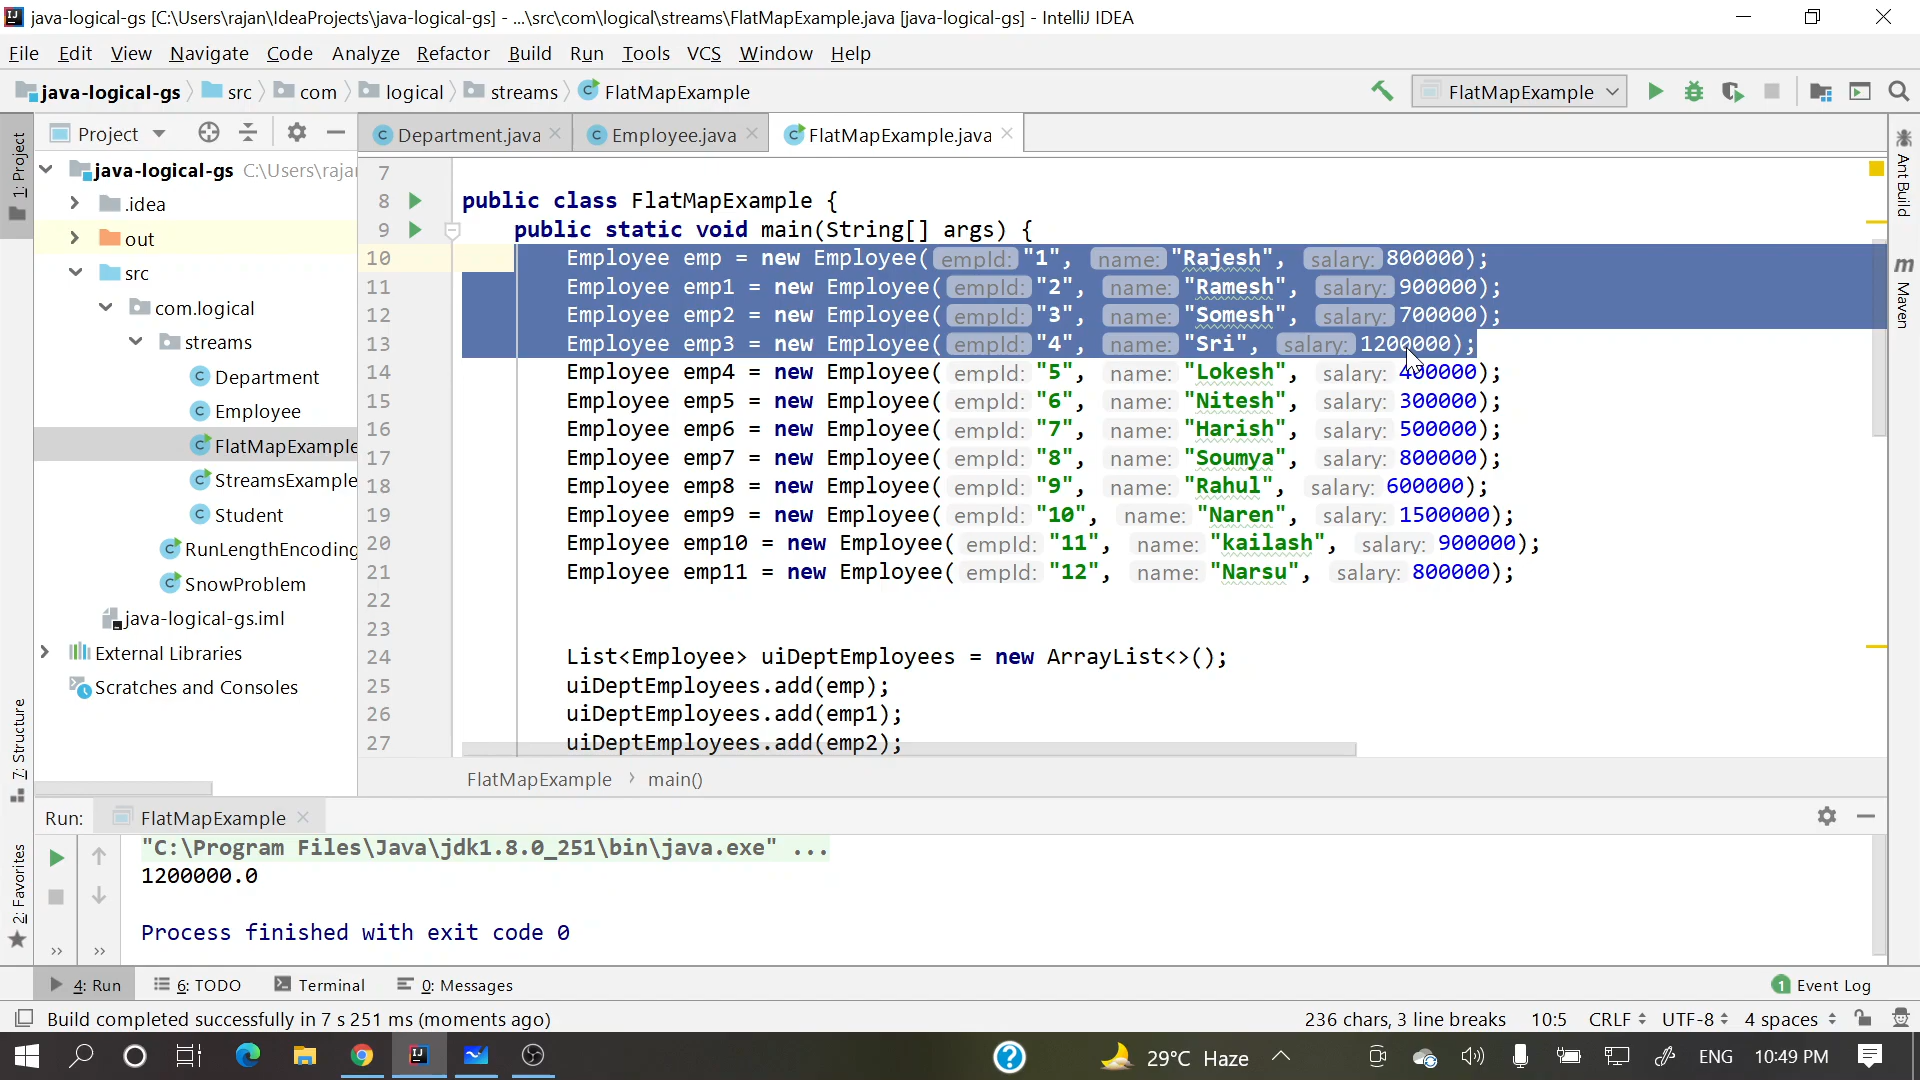 java-logical-gs [C:\Users\rajan\IdeaProjects\java-logical-gs] - ...\src\com\logical\streams\FlatMapExample.java [java-logical-gs] - IntelliJ IDEA
File Edit View Navigate Code Analyze Refactor Build Run Tools VCS Window Help
java-logical-gs src com logical streams FlatMapExample FlatMapExample
1: Project
Project
Department.java Employee.java FlatMapExample.java
java-logical-gs C:\Users\raja
.idea
out
src
com.logical
streams
Department
Employee
FlatMapExample
StreamsExample
Student
RunLengthEncoding
SnowProblem
java-logical-gs.iml
External Libraries
Scratches and Consoles
7
8 public class FlatMapExample {
9 public static void main(String[] args) {
10 Employee emp = new Employee( empId: "1", name: "Rajesh", salary: 800000);
11 Employee emp1 = new Employee( empId: "2", name: "Ramesh", salary: 900000);
12 Employee emp2 = new Employee( empId: "3", name: "Somesh", salary: 700000);
13 Employee emp3 = new Employee( empId: "4", name: "Sri", salary: 1200000);
14 Employee emp4 = new Employee( empId: "5", name: "Lokesh", salary: 400000);
15 Employee emp5 = new Employee( empId: "6", name: "Nitesh", salary: 300000);
16 Employee emp6 = new Employee( empId: "7", name: "Harish", salary: 500000);
17 Employee emp7 = new Employee( empId: "8", name: "Soumya", salary: 800000);
18 Employee emp8 = new Employee( empId: "9", name: "Rahul", salary: 600000);
19 Employee emp9 = new Employee( empId: "10", name: "Naren", salary: 1500000);
20 Employee emp10 = new Employee( empId: "11", name: "kailash", salary: 900000);
21 Employee emp11 = new Employee( empId: "12", name: "Narsu", salary: 800000);
22
23
24 List<Employee> uiDeptEmployees = new ArrayList<>();
25 uiDeptEmployees.add(emp);
26 uiDeptEmployees.add(emp1);
27 uiDeptEmployees.add(emp2);
FlatMapExample main()
Ant Build
m Maven
7: Structure
2: Favorites
Run: FlatMapExample
"C:\Program Files\Java\jdk1.8.0_251\bin\java.exe" ...
1200000.0
Process finished with exit code 0
4: Run 6: TODO Terminal 0: Messages 1 Event Log
Build completed successfully in 7 s 251 ms (moments ago) 236 chars, 3 line breaks 10:5 CRLF UTF-8 4 spaces
29°C Haze ENG 10:49 PM